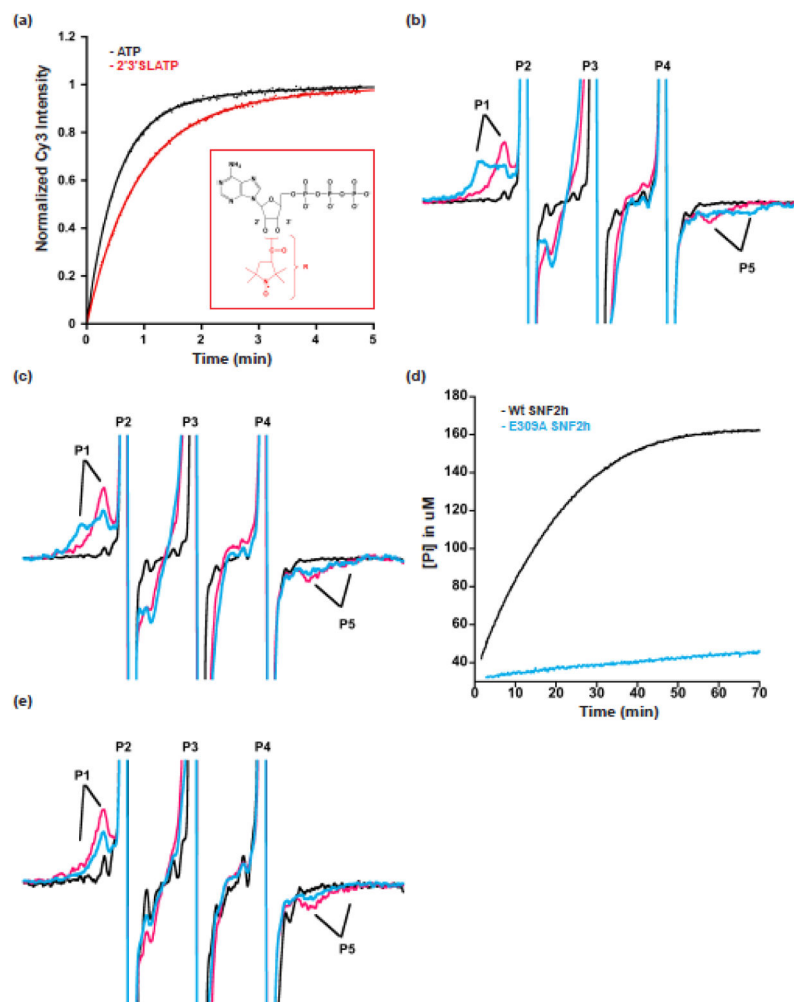 (a)
1.2
1
0.8
0.6
0.4
0.2
0
Normalized Cy3 Intensity
- ATP
- 2'3'SLATP
NH₂
N
N
N
N
O
O
O
O
O-P-O-P-O-P-O⁻
O⁻
O⁻
O⁻
2'
3'
O
O
C=O
N
O
R
0
1
2
3
4
5
Time (min)
(b)
P1
P2
P3
P4
P5
(c)
P1
P2
P3
P4
P5
(d)
180
160
140
120
100
80
60
40
[Pi] in uM
- Wt SNF2h
- E309A SNF2h
10
20
30
40
50
60
70
Time (min)
(e)
P1
P2
P3
P4
P5